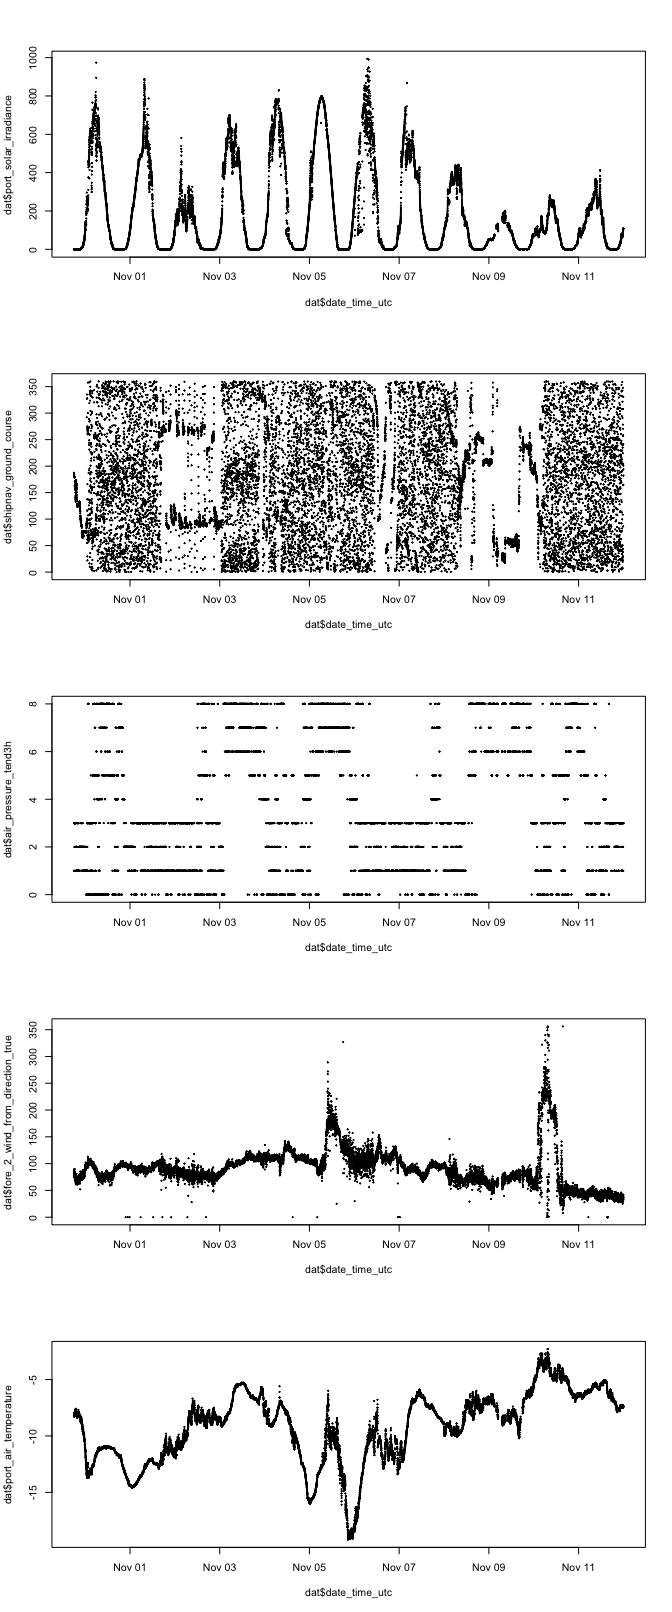 dat$port_solar_irradiance
1000
800
600
400
200
0
Nov 01 Nov 03 Nov 05 Nov 07 Nov 09 Nov 11
dat$date_time_utc
dat$shipnav_ground_course
350
300
250
200
150
100
50
0
Nov 01 Nov 03 Nov 05 Nov 07 Nov 09 Nov 11
dat$date_time_utc
dat$air_pressure_tend3h
8
6
4
2
0
Nov 01 Nov 03 Nov 05 Nov 07 Nov 09 Nov 11
dat$date_time_utc
dat$fore_2_wind_from_direction_true
350
300
250
200
150
100
50
0
Nov 01 Nov 03 Nov 05 Nov 07 Nov 09 Nov 11
dat$date_time_utc
dat$port_air_temperature
-5
-10
-15
Nov 01 Nov 03 Nov 05 Nov 07 Nov 09 Nov 11
dat$date_time_utc